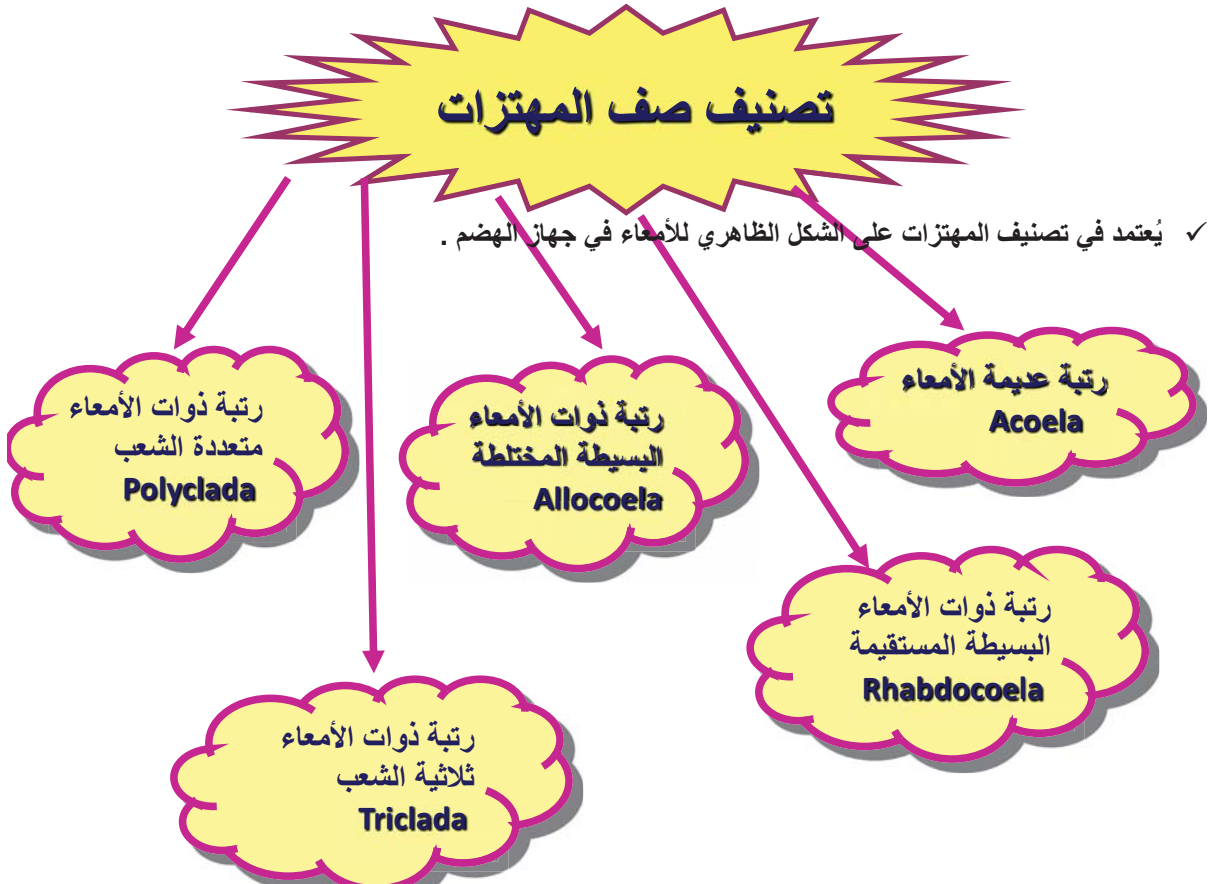 تصنيف صف المهتزات
✓ يُعتمد في تصنيف المهتزات على الشكل الظاهري للأمعاء في جهاز الهضم .
رتبة عديمة الأمعاء
Acoela
رتبة ذوات الأمعاء
البسيطة المختلطة
Allocoela
رتبة ذوات الأمعاء
متعددة الشعب
Polyclada
رتبة ذوات الأمعاء
البسيطة المستقيمة
Rhabdocoela
رتبة ذوات الأمعاء
ثلاثية الشعب
Triclada